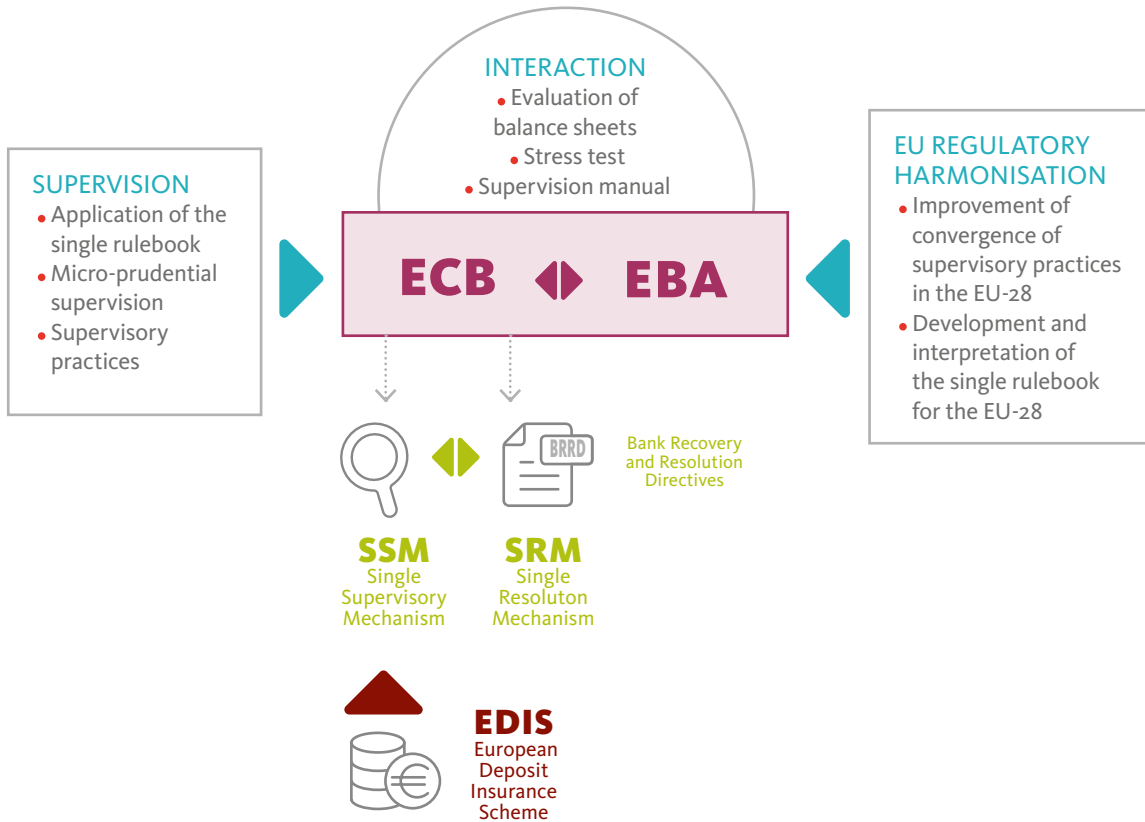 INTERACTION
• Evaluation of
balance sheets
• Stress test
• Supervision manual
SUPERVISION
• Application of the
single rulebook
• Micro-prudential
supervision
• Supervisory
practices
ECB EBA
EU REGULATORY
HARMONISATION
• Improvement of
convergence of
supervisory practices
in the EU-28
• Development and
interpretation of
the single rulebook
for the EU-28
BRRD
Bank Recovery
and Resolution
Directives
SSM
Single
Supervisory
Mechanism
SRM
Single
Resoluton
Mechanism
EDIS
European
Deposit
Insurance
Scheme